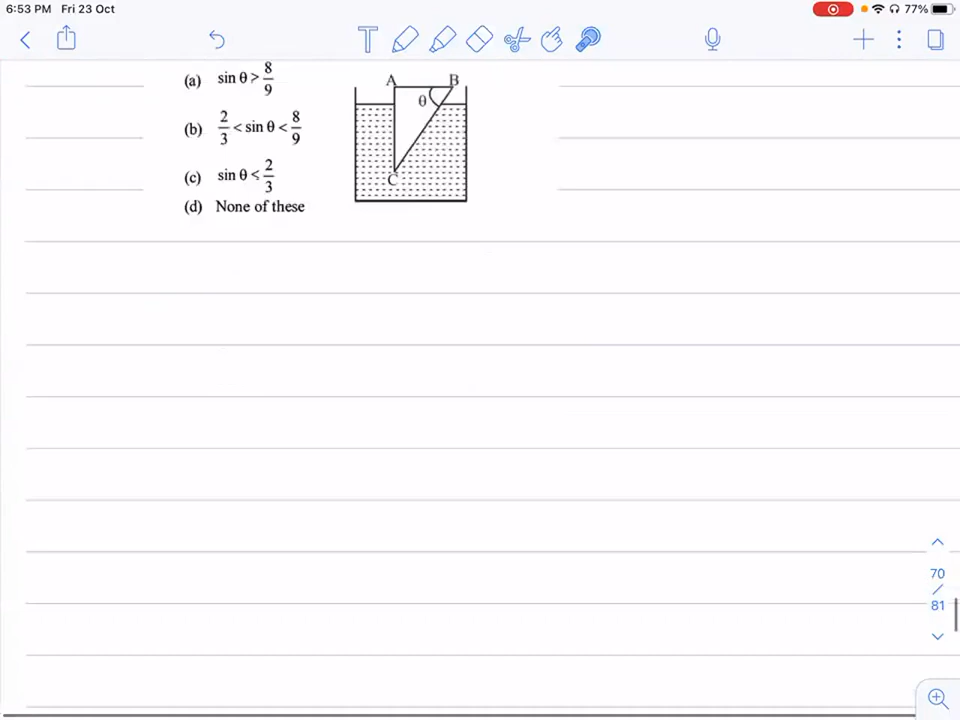 6:53 PM Fri 23 Oct 77%
T
(a) sin θ > 8/9
(b) 2/3 < sin θ < 8/9
(c) sin θ < 2/3
(d) None of these
A B
θ
C
70
/
81